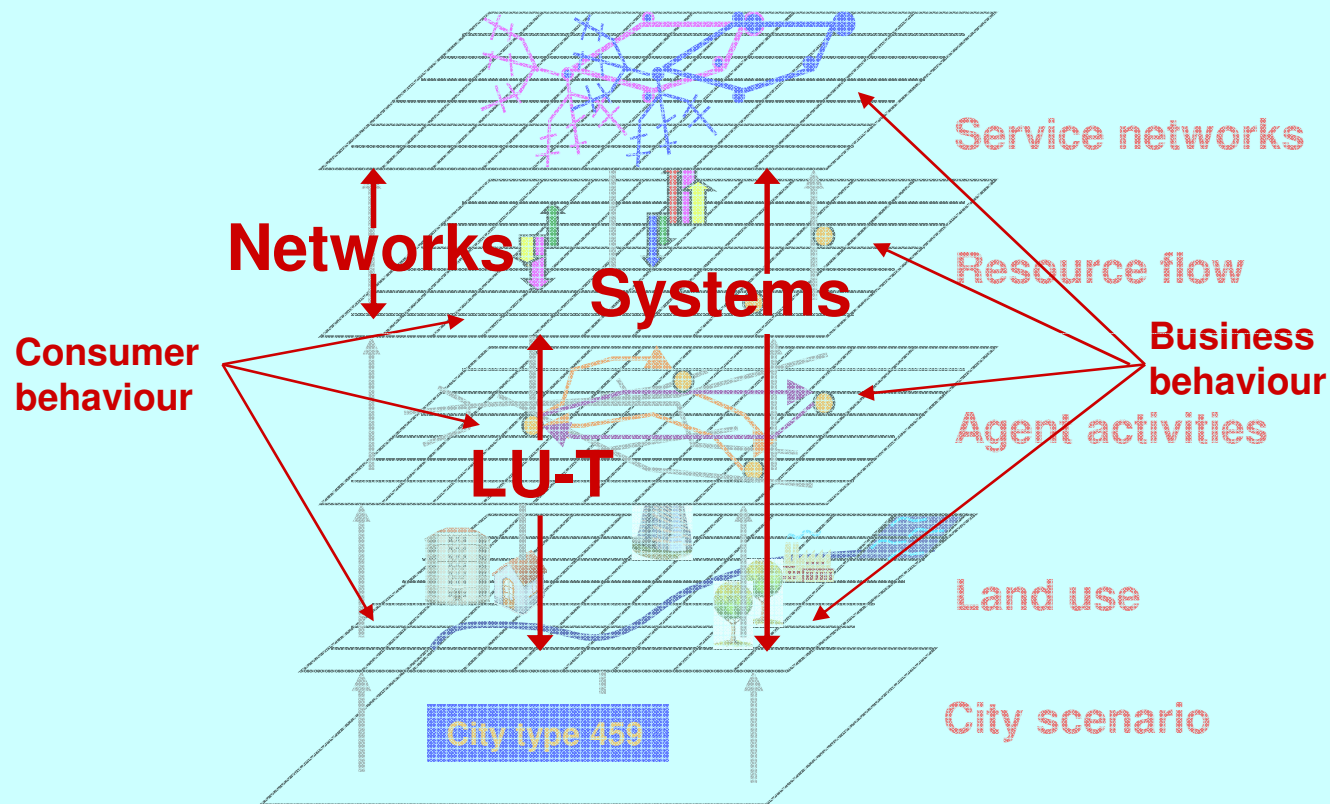 Service networks
Networks
Resource flow
Systems
Consumer
behaviour
Business
behaviour
Agent activities
LU-T
Land use
City scenario
City type 459